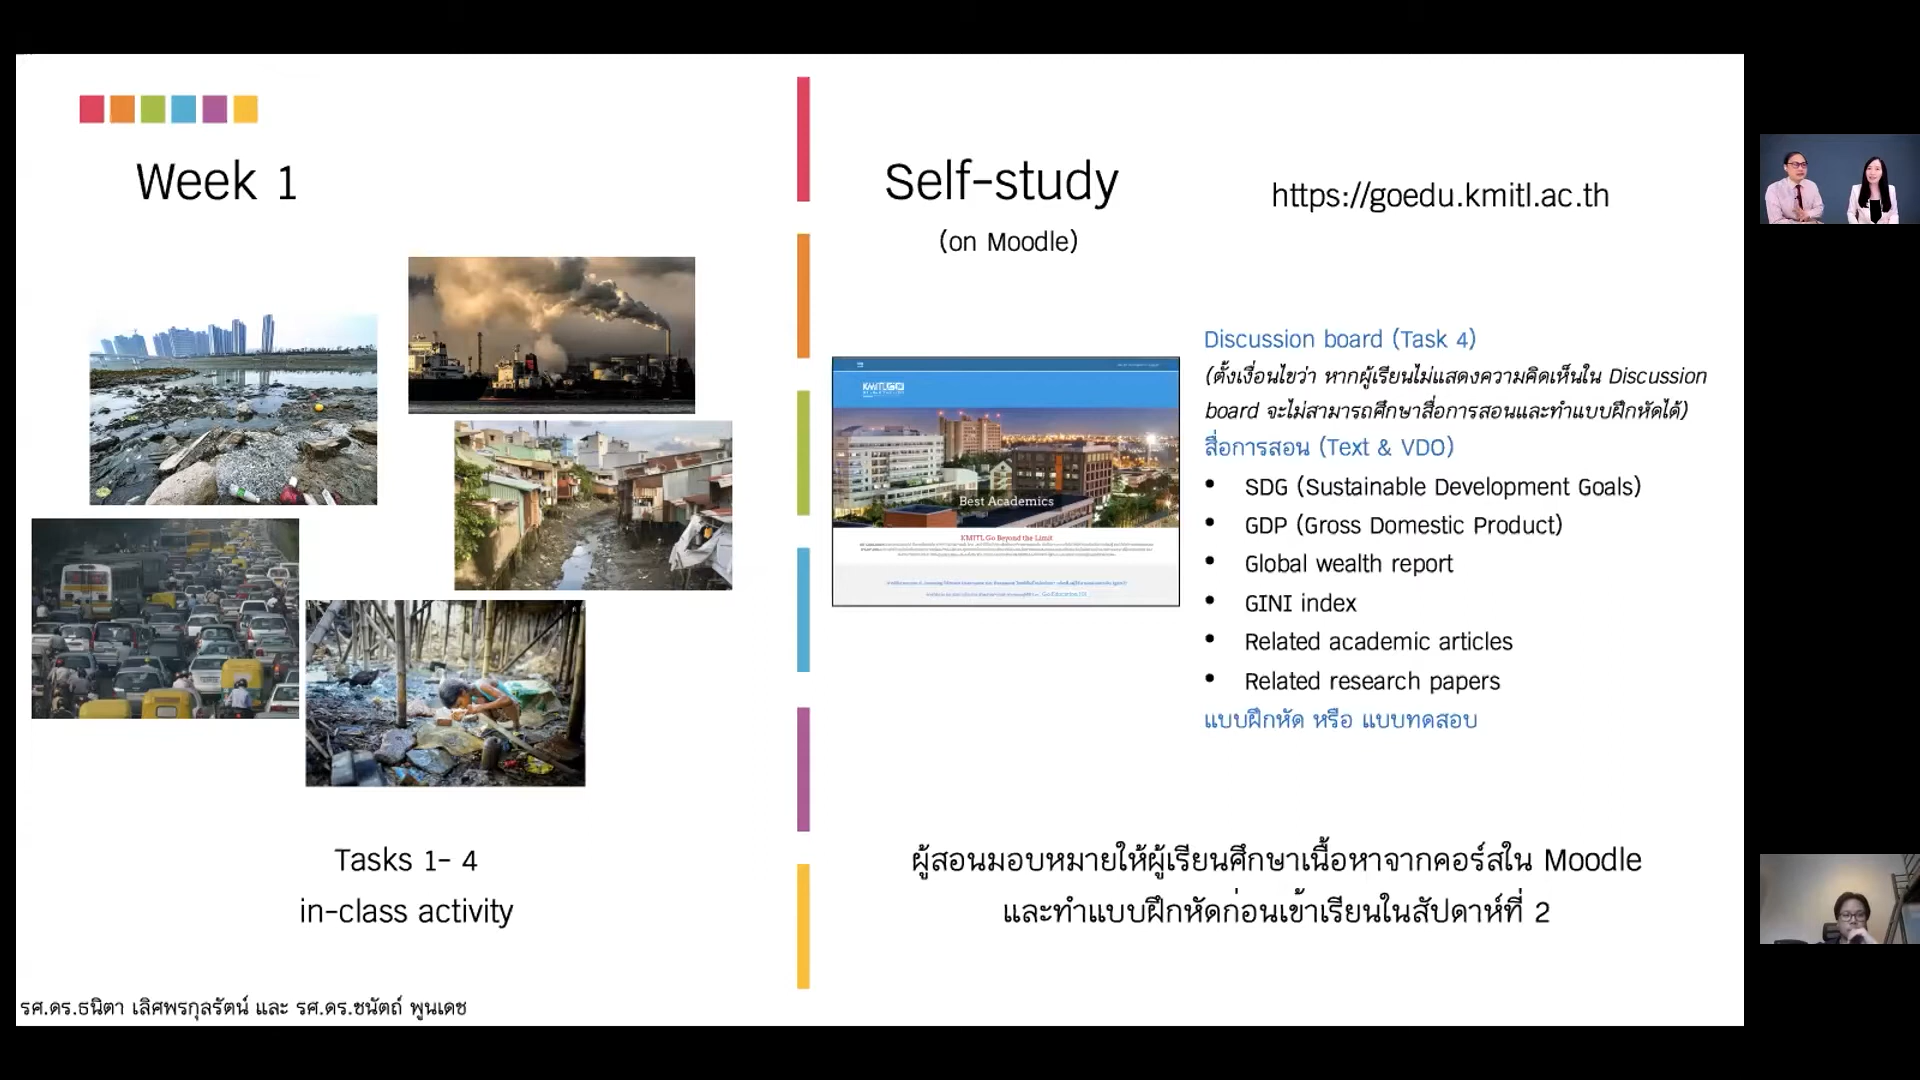 Week 1
Tasks 1- 4
in-class activity
Self-study
(on Moodle)
https://goedu.kmitl.ac.th
KMITL GO
Best Academics
KMITL Go Beyond the Limit
Discussion board (Task 4)
(ตั้งเงื่อนไขว่า หากผู้เรียนไม่แสดงความคิดเห็นใน Discussion
board จะไม่สามารถศึกษาสื่อการสอนและทำแบบฝึกหัดได้)
สื่อการสอน (Text & VDO)
• SDG (Sustainable Development Goals)
• GDP (Gross Domestic Product)
• Global wealth report
• GINI index
• Related academic articles
• Related research papers
แบบฝึกหัด หรือ แบบทดสอบ
ผู้สอนมอบหมายให้ผู้เรียนศึกษาเนื้อหาจากคอร์สใน Moodle
และทำแบบฝึกหัดก่อนเข้าเรียนในสัปดาห์ที่ 2
รศ.ดร.ธนิตา เลิศพรกุลรัตน์ และ รศ.ดร.ชนัตถ์ พูนเดช